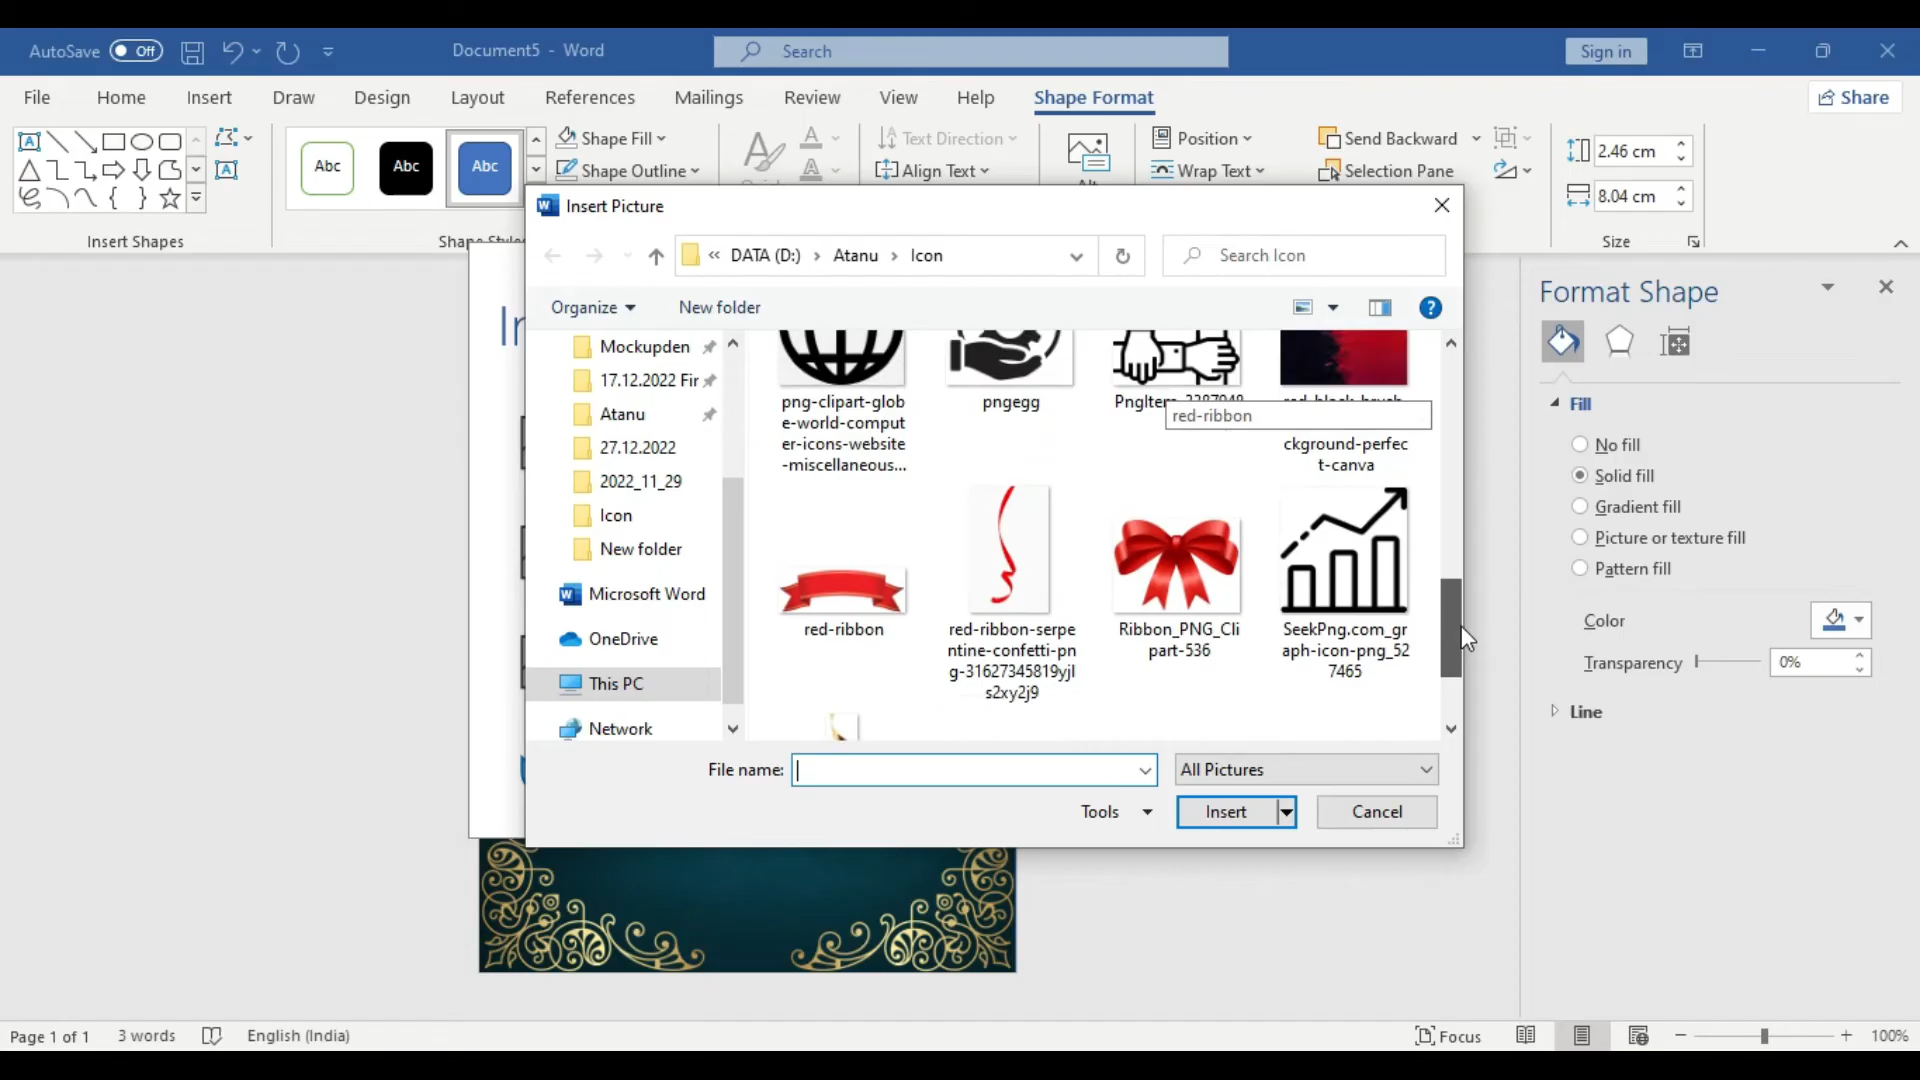 AutoSave Off
Document5 - Word
Search
Sign in
File Home Insert Draw Design Layout References Mailings Review View Help Shape Format
Share
Abc Abc Abc
Shape Fill
Shape Outline
Text Direction
Align Text
Position
Wrap Text
Send Backward
Selection Pane
2.46 cm
8.04 cm
Insert Shapes
Size
Insert Picture
« DATA (D:) › Atanu › Icon
Search Icon
Organize
New folder
Mockupden
17.12.2022 Fir
Atanu
27.12.2022
2022_11_29
Icon
New folder
Microsoft Word
OneDrive
This PC
Network
png-clipart-glob
e-world-comput
er-icons-website
-miscellaneous...
pngegg
red-ribbon
ckground-perfec
t-canva
red-ribbon
red-ribbon-serpe
ntine-confetti-pn
g-31627345819yjl
s2xy2j9
Ribbon_PNG_Cli
part-536
SeekPng.com_gr
aph-icon-png_52
7465
File name:
All Pictures
Tools
Insert
Cancel
Format Shape
Fill
No fill
Solid fill
Gradient fill
Picture or texture fill
Pattern fill
Color
Transparency
0%
Line
Page 1 of 1
3 words
English (India)
Focus
100%